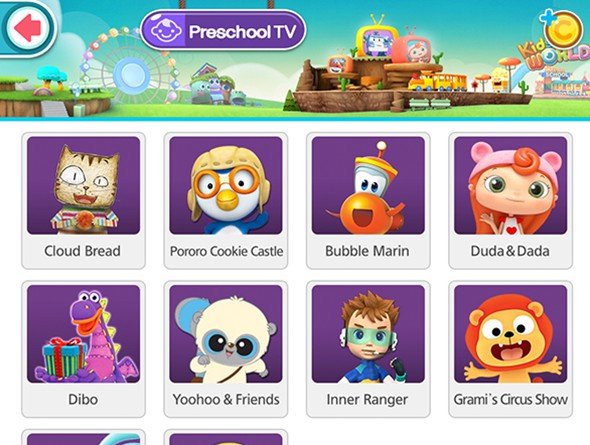 Preschool TV
Kid
WORLD
Cloud Bread
Pororo Cookie Castle
Bubble Marin
Duda&Dada
Dibo
Yoohoo & Friends
Inner Ranger
Grami's Circus Show